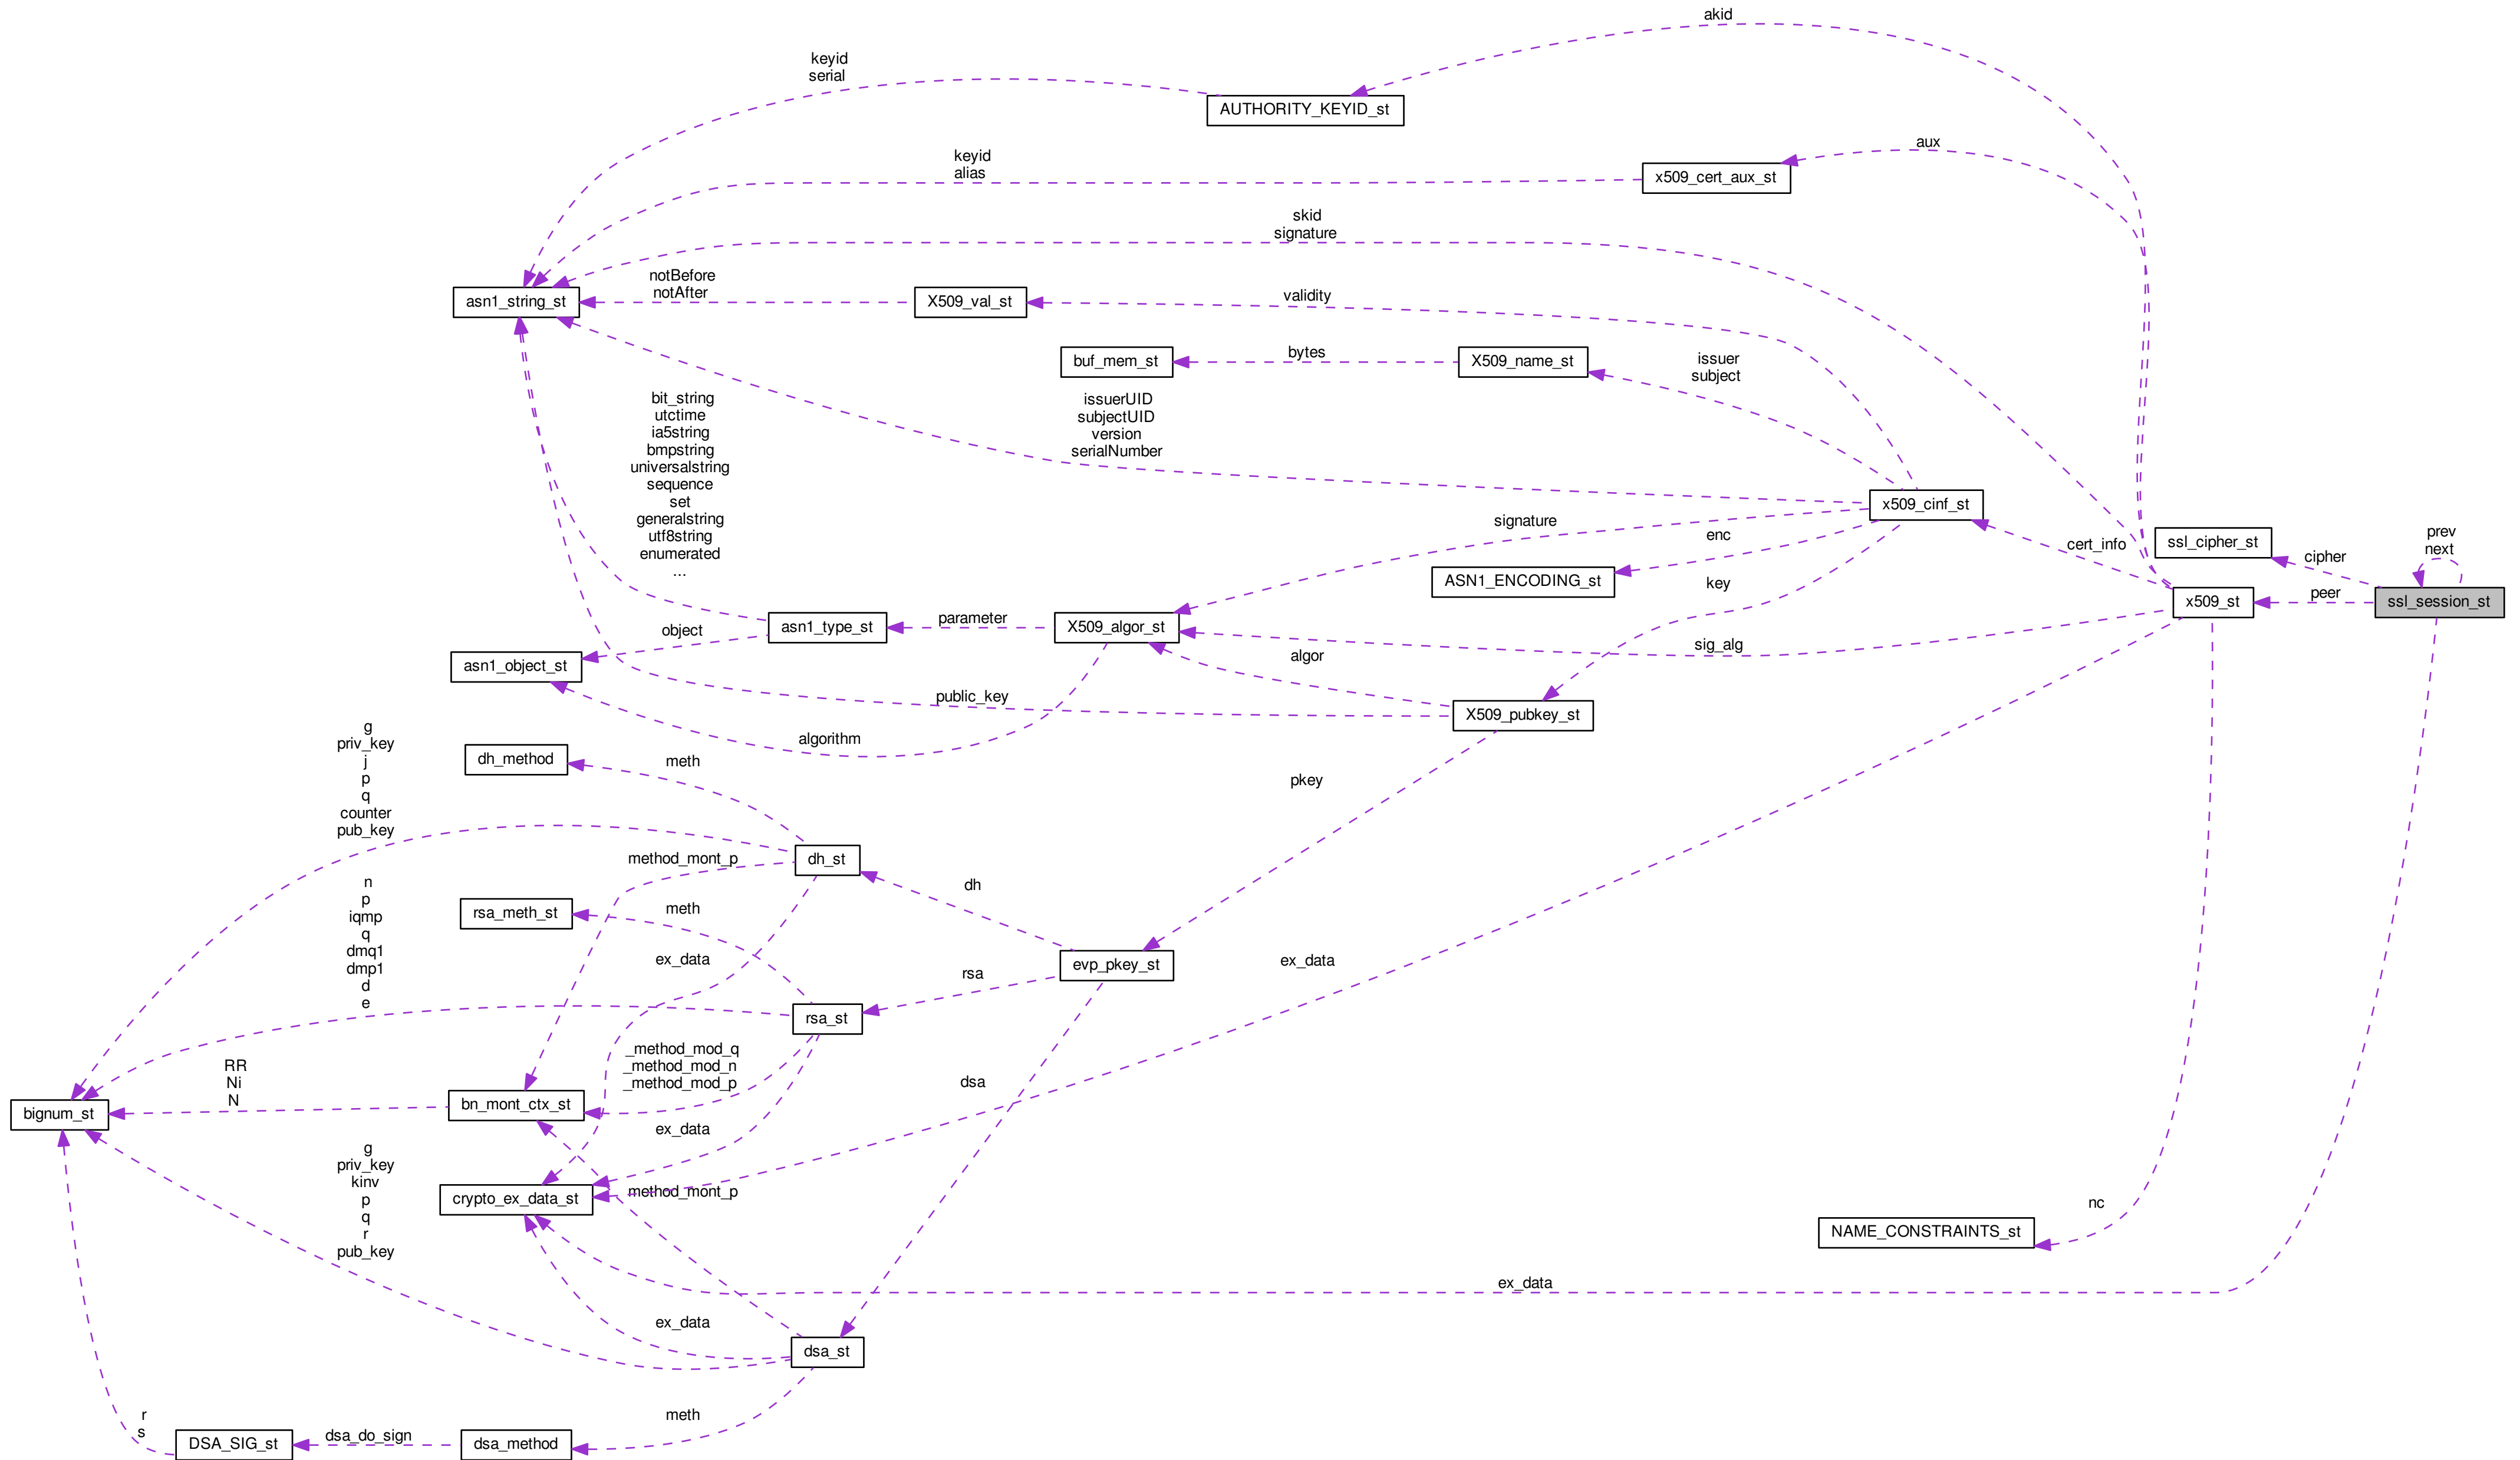 akid
keyid
serial
AUTHORITY_KEYID_st
aux
keyid
alias
x509_cert_aux_st
skid
signature
asn1_string_st
notBefore
notAfter
X509_val_st
validity
buf_mem_st
bytes
X509_name_st
issuer
subject
bit_string
utctime
ia5string
bmpstring
universalstring
sequence
set
generalstring
utf8string
enumerated
...
issuerUID
subjectUID
version
serialNumber
x509_cinf_st
signature
enc
key
ASN1_ENCODING_st
cert_info
ssl_cipher_st
cipher
prev
next
x509_st
peer
ssl_session_st
asn1_type_st
parameter
X509_algor_st
object
asn1_object_st
algor
sig_alg
public_key
X509_pubkey_st
algorithm
g
priv_key
j
p
q
counter
pub_key
dh_method
meth
pkey
method_mont_p
dh_st
dh
n
p
iqmp
q
dmq1
dmp1
d
e
rsa_meth_st
meth
ex_data
evp_pkey_st
rsa
rsa_st
ex_data
_method_mod_q
_method_mod_n
_method_mod_p
RR
Ni
N
bignum_st
bn_mont_ctx_st
dsa
ex_data
g
priv_key
kinv
p
q
r
pub_key
crypto_ex_data_st
method_mont_p
nc
NAME_CONSTRAINTS_st
ex_data
ex_data
dsa_st
meth
r
s
DSA_SIG_st
dsa_do_sign
dsa_method